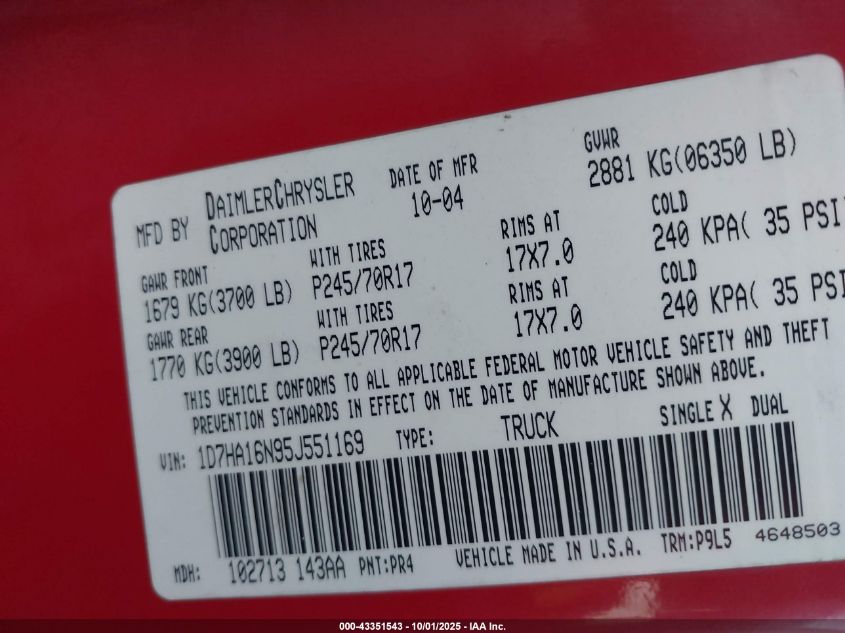 MFD BY DAIMLERCHRYSLER CORPORATION
DATE OF MFR
10-04
GVWR
2881 KG(06350 LB)
GAWR FRONT
1679 KG(3700 LB)
WITH TIRES
P245/70R17
RIMS AT
17X7.0
COLD
240 KPA( 35 PSI
GAWR REAR
1770 KG(3900 LB)
WITH TIRES
P245/70R17
RIMS AT
17X7.0
COLD
240 KPA( 35 PSI
THIS VEHICLE CONFORMS TO ALL APPLICABLE FEDERAL MOTOR VEHICLE SAFETY AND THEFT
PREVENTION STANDARDS IN EFFECT ON THE DATE OF MANUFACTURE SHOWN ABOVE.
VIN: 1D7HA16N95J551169 TYPE: TRUCK SINGLE X DUAL
MDH: 102713 143AA PNT:PR4 VEHICLE MADE IN U.S.A. TRM:P9L5 4648503
000-43351543 - 10/01/2025 - IAA Inc.